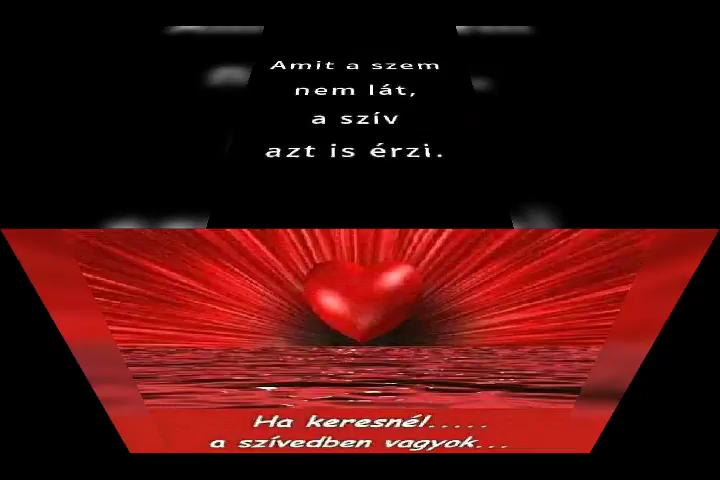 Amit a szem
nem lát,
a szív
azt is érzi.
Ha keresnél.....
a szívedben vagyok...